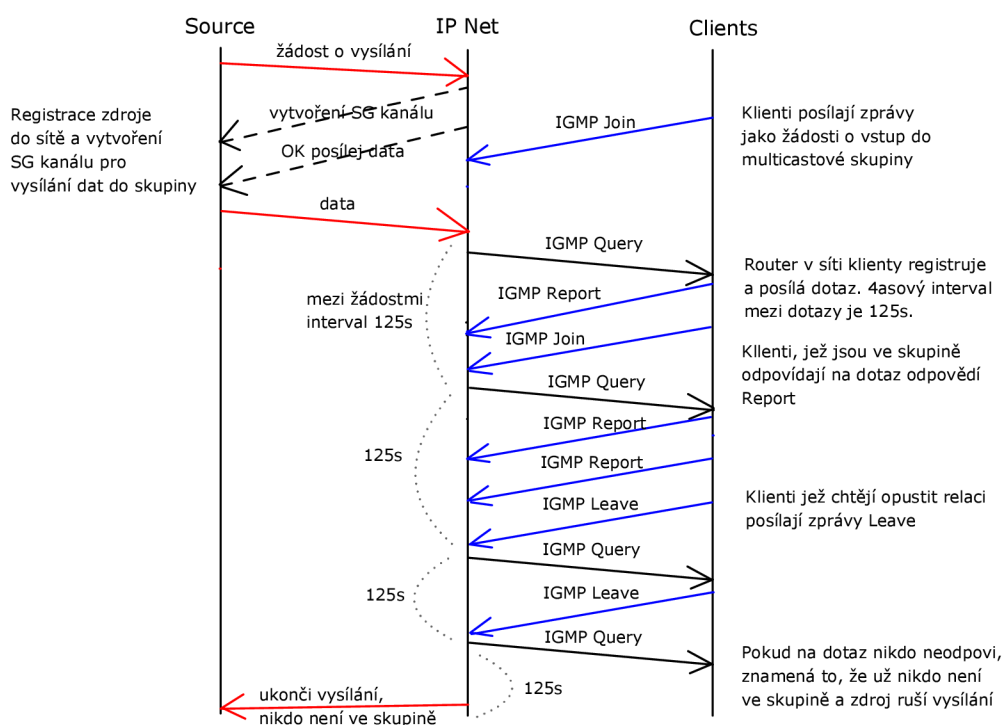 Source
IP Net
Clients
žádost o vysílání
Registrace zdroje
do sítě a vytvoření
SG kanálu pro
vysílání dat do skupiny
vytvoření SG kanálu
OK posílej data
IGMP Join
Klienti posílají zprávy
jako žádosti o vstup do
multicastové skupiny
data
IGMP Query
Router v síti klienty registruje
a posílá dotaz. 4asový interval
mezi dotazy je 125s.
mezi žádostmi
interval 125s
IGMP Report
IGMP Join
Kllenti, jež jsou ve skupině
odpovídají na dotaz odpovědí
Report
IGMP Query
IGMP Report
125s
IGMP Report
IGMP Leave
Klienti jež chtějí opustit relaci
posílají zprávy Leave
IGMP Query
125s
IGMP Leave
IGMP Query
Pokud na dotaz nikdo neodpovi,
znamená to, že už nikdo není
ve skupině a zdroj ruší vysílání
125s
ukonči vysílání,
nikdo není ve skupině